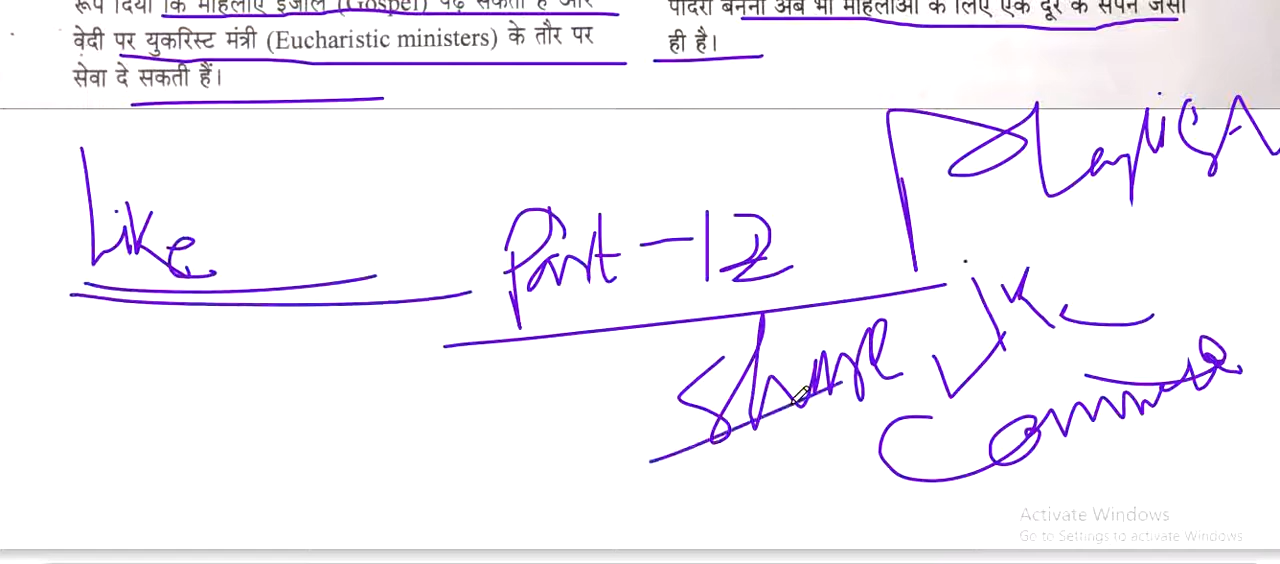 रूप दिया कि महिलाएं इंजील (Gospel) पढ़ सकती हैं और
वेदी पर युकरिस्ट मंत्री (Eucharistic ministers) के तौर पर
सेवा दे सकती हैं।
पादरी बनना अब भी महिलाओं के लिए एक दूर के सपने जैसा
ही है।
Like
Part-12
Share
Activate Windows
Go to Settings to activate Windows